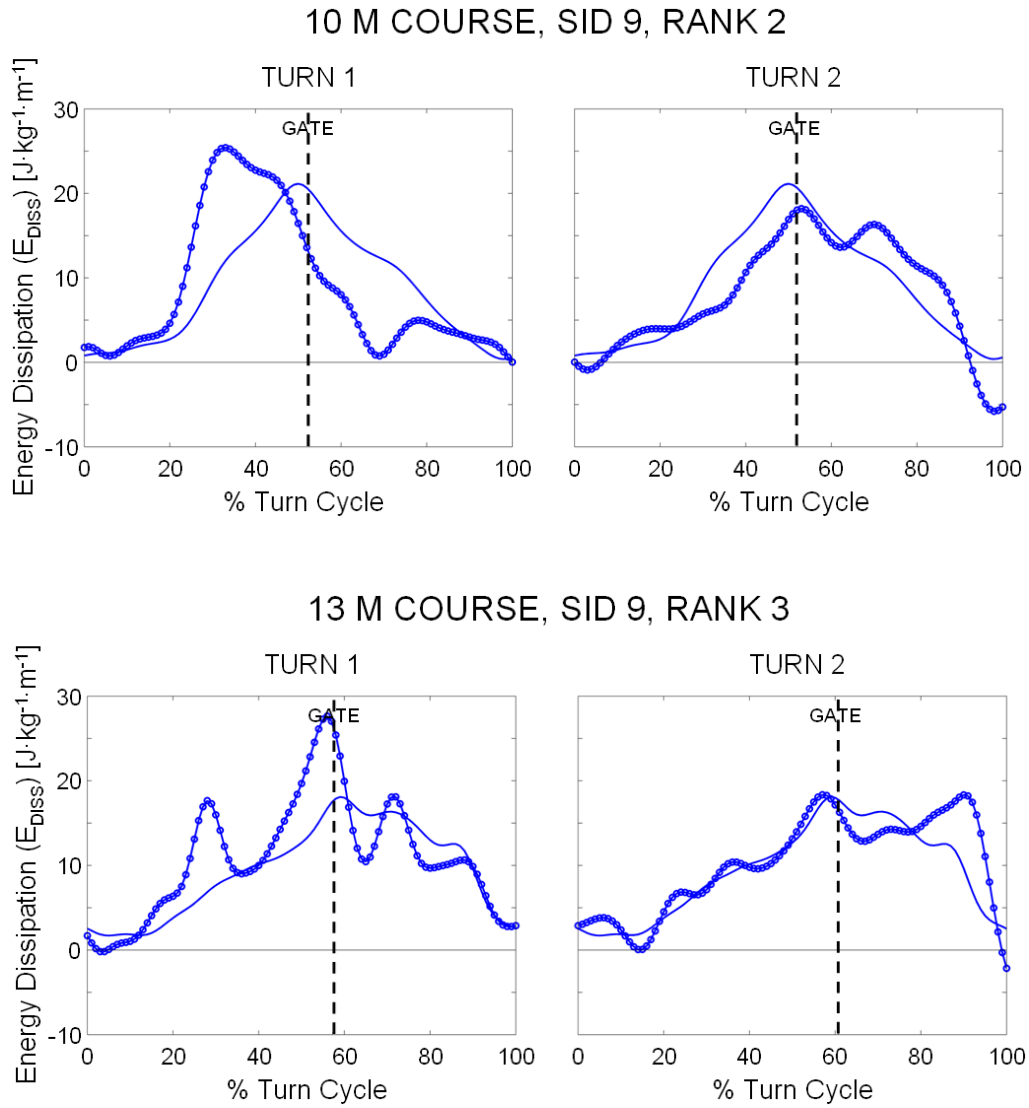 10 M COURSE, SID 9, RANK 2
TURN 1
TURN 2
Energy Dissipation (E_DISS) [J·kg⁻¹·m⁻¹]
30
20
10
0
-10
GATE
GATE
0 20 40 60 80 100
0 20 40 60 80 100
% Turn Cycle
% Turn Cycle
13 M COURSE, SID 9, RANK 3
TURN 1
TURN 2
Energy Dissipation (E_DISS) [J·kg⁻¹·m⁻¹]
30
20
10
0
-10
GATE
GATE
0 20 40 60 80 100
0 20 40 60 80 100
% Turn Cycle
% Turn Cycle